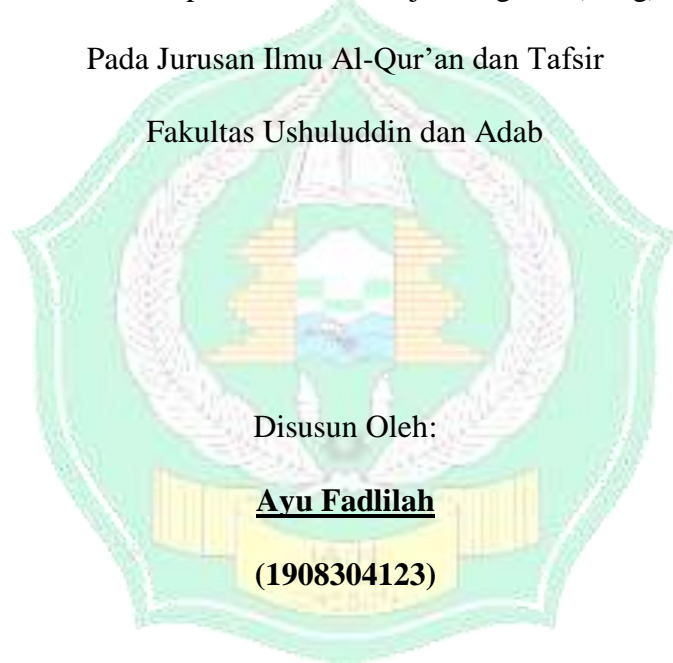 Pada Jurusan Ilmu Al-Qur’an dan Tafsir
Fakultas Ushuluddin dan Adab
Disusun Oleh:
Ayu Fadlilah
(1908304123)